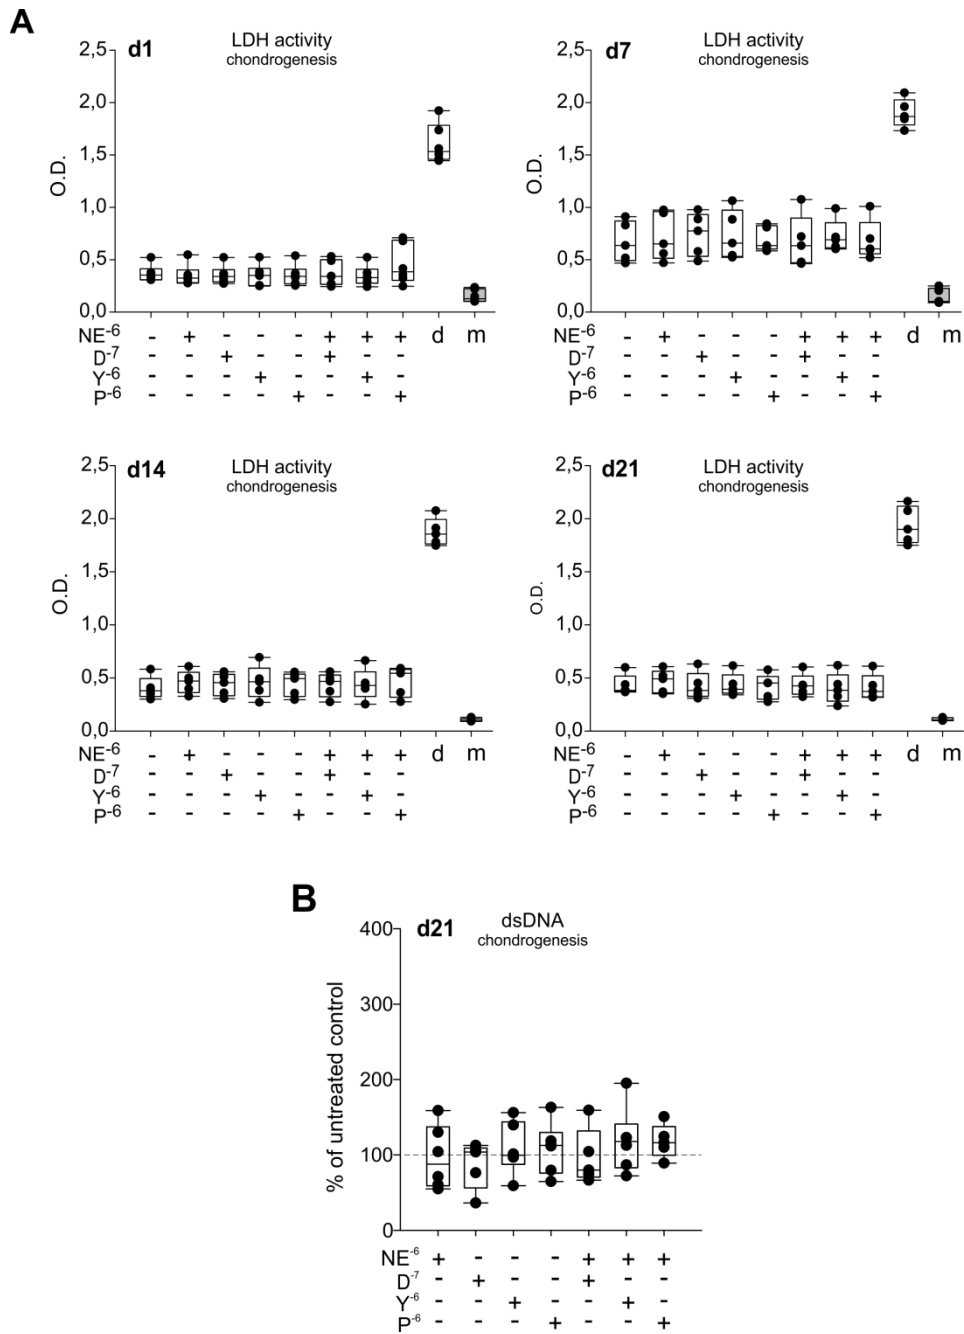 A
d1
LDH activity
chondrogenesis
2,5
2,0
1,5
1,0
0,5
0,0
O.D.
NE-6 - + - - - + + + d m
D-7 - - + - - + - -
Y-6 - - - + - - + -
P-6 - - - - + - - +
d7
LDH activity
chondrogenesis
2,5
2,0
1,5
1,0
0,5
0,0
O.D.
NE-6 - + - - - + + + d m
D-7 - - + - - + - -
Y-6 - - - + - - + -
P-6 - - - - + - - +
d14
LDH activity
chondrogenesis
2,5
2,0
1,5
1,0
0,5
0,0
O.D.
NE-6 - + - - - + + + d m
D-7 - - + - - + - -
Y-6 - - - + - - + -
P-6 - - - - + - - +
d21
LDH activity
chondrogenesis
2,5
2,0
1,5
1,0
0,5
0,0
O.D.
NE-6 - + - - - + + + d m
D-7 - - + - - + - -
Y-6 - - - + - - + -
P-6 - - - - + - - +
B
d21
dsDNA
chondrogenesis
400
300
200
100
0
% of untreated control
NE-6 + - - - + + +
D-7 - + - - + - -
Y-6 - - + - - + -
P-6 - - - + - - +